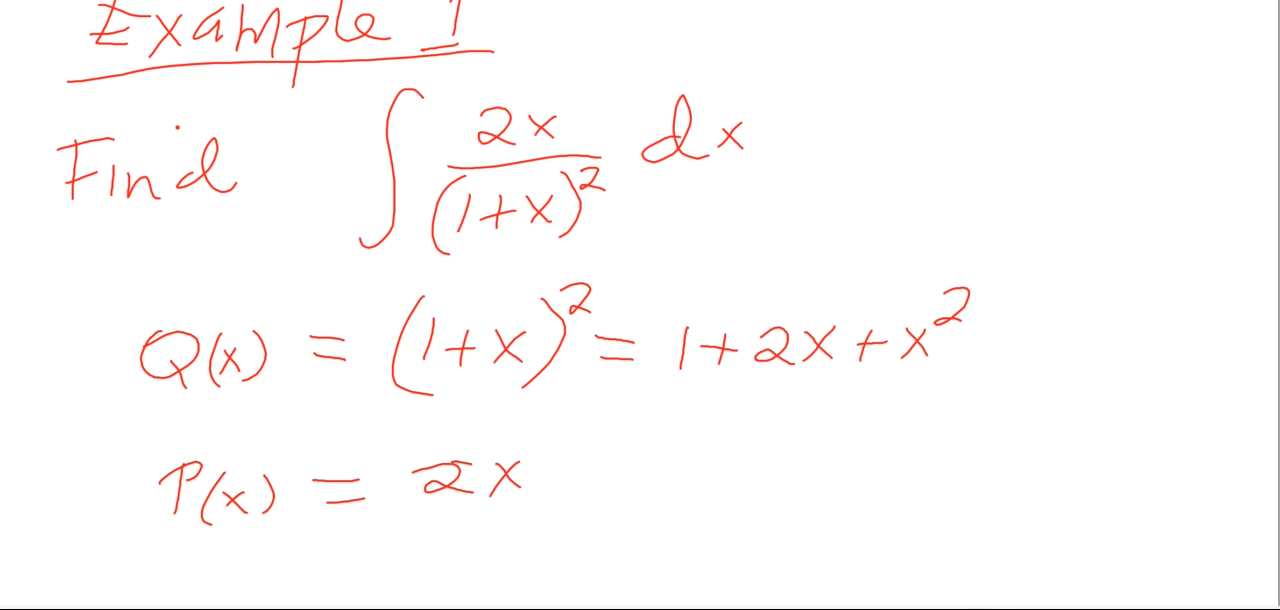 Example 1
Find ∫ 2x/(1+x)² dx
Q(x) = (1+x)² = 1+2x+x²
P(x) = 2x